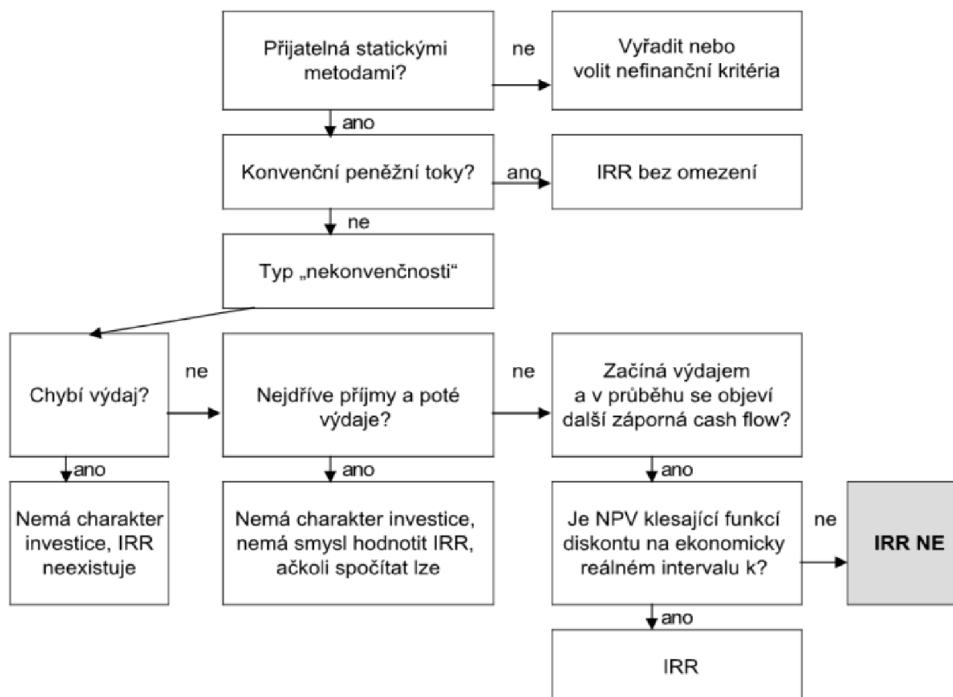 Přijatelná statickými
metodami?
ne
Vyřadit nebo
volit nefinanční kritéria
ano
Konvenční peněžní toky?
ano
IRR bez omezení
ne
Typ „nekonvenčnosti“
Chybí výdaj?
ne
Nejdříve příjmy a poté
výdaje?
ne
Začíná výdajem
a v průběhu se objeví
další záporná cash flow?
ano
ano
ano
Nemá charakter
investice, IRR
neexistuje
Nemá charakter investice,
nemá smysl hodnotit IRR,
ačkoli spočítat lze
Je NPV klesající funkcí
diskontu na ekonomicky
reálném intervalu k?
ne
IRR NE
ano
IRR